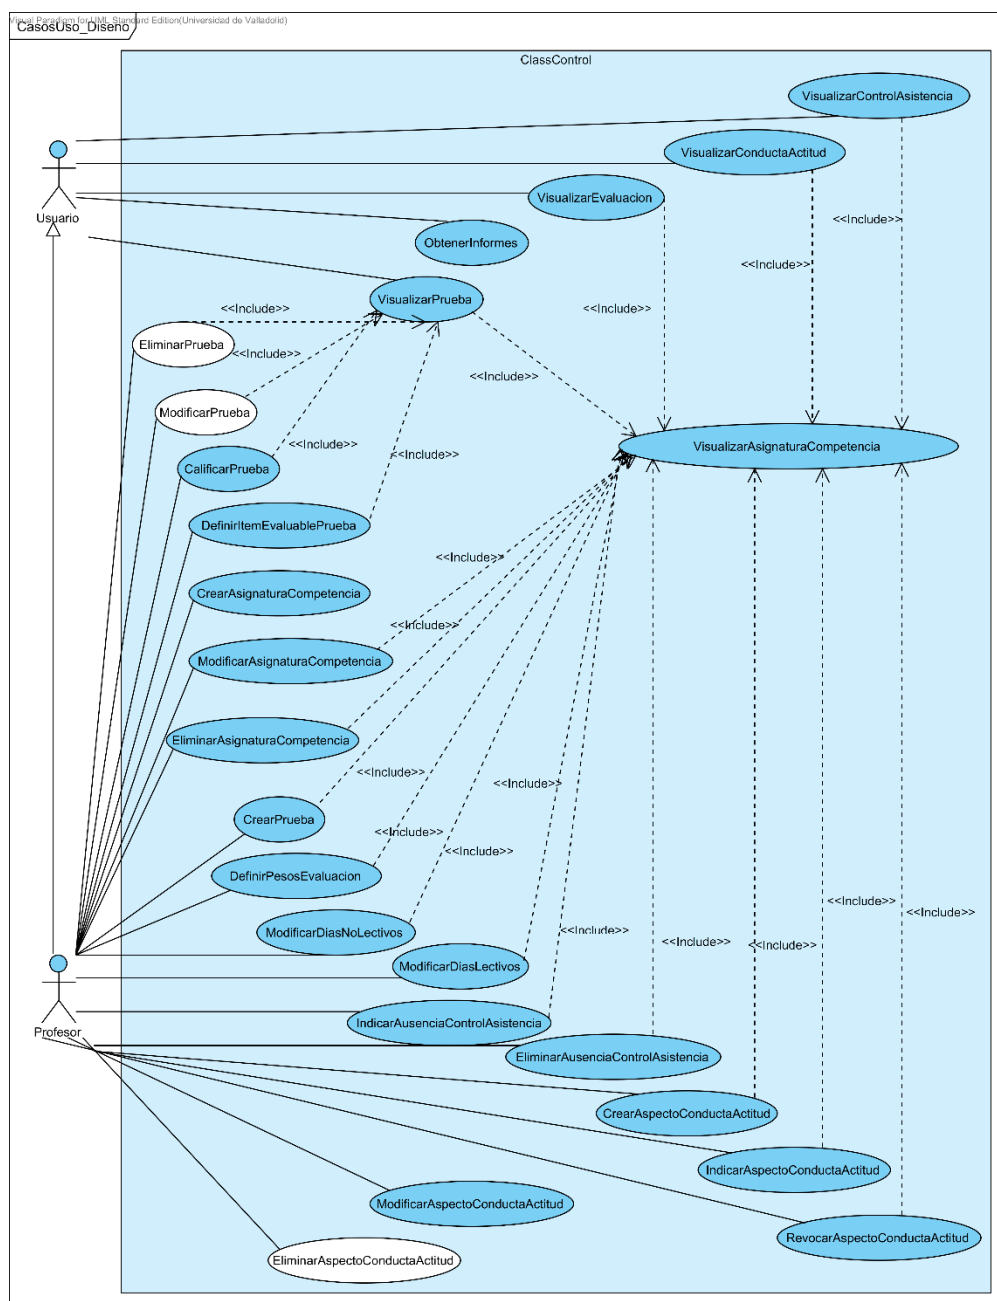 Visual Paradigm for UML Standard Edition(Universidad de Valladolid)
CasosUso_Diseno
ClassControl
VisualizarControlAsistencia
VisualizarConductaActitud
VisualizarEvaluacion
Usuario
<<Include>>
ObtenerInformes
<<Include>>
<<Include>>
<<Include>>
VisualizarPrueba
<<Include>>
EliminarPrueba
<<Include>>
<<Include>>
ModificarPrueba
<<Include>>
VisualizarAsignaturaCompetencia
<<Include>>
CalificarPrueba
DefinirItemEvaluablePrueba
<<Include>>
CrearAsignaturaCompetencia
<<Include>>
ModificarAsignaturaCompetencia
EliminarAsignaturaCompetencia
<<Include>>
<<Include>>
CrearPrueba
<<Include>>
<<Include>>
DefinirPesosEvaluacion
<<Include>>
<<Include>>
ModificarDiasNoLectivos
<<Include>>
<<Include>>
<<Include>>
ModificarDiasLectivos
Profesor
IndicarAusenciaControlAsistencia
EliminarAusenciaControlAsistencia
CrearAspectoConductaActitud
IndicarAspectoConductaActitud
ModificarAspectoConductaActitud
RevocarAspectoConductaActitud
EliminarAspectoConductaActitud